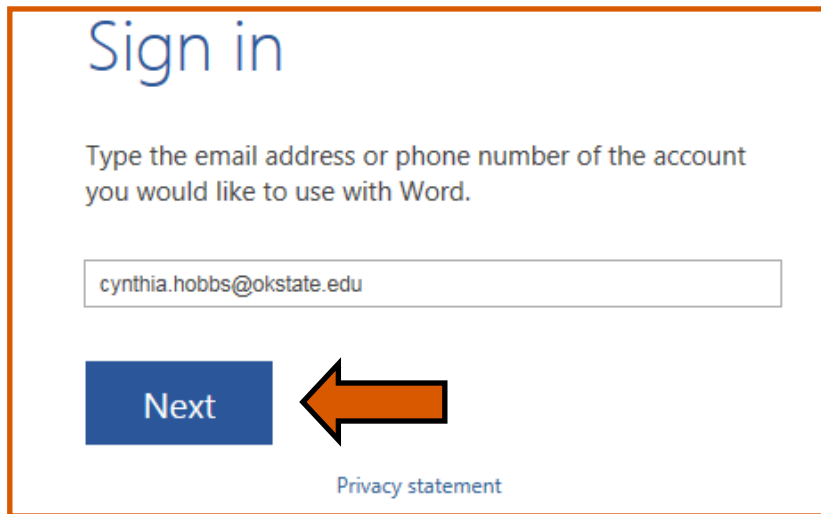 Sign in
Type the email address or phone number of the account
you would like to use with Word.
cynthia.hobbs@okstate.edu
Next
Privacy statement